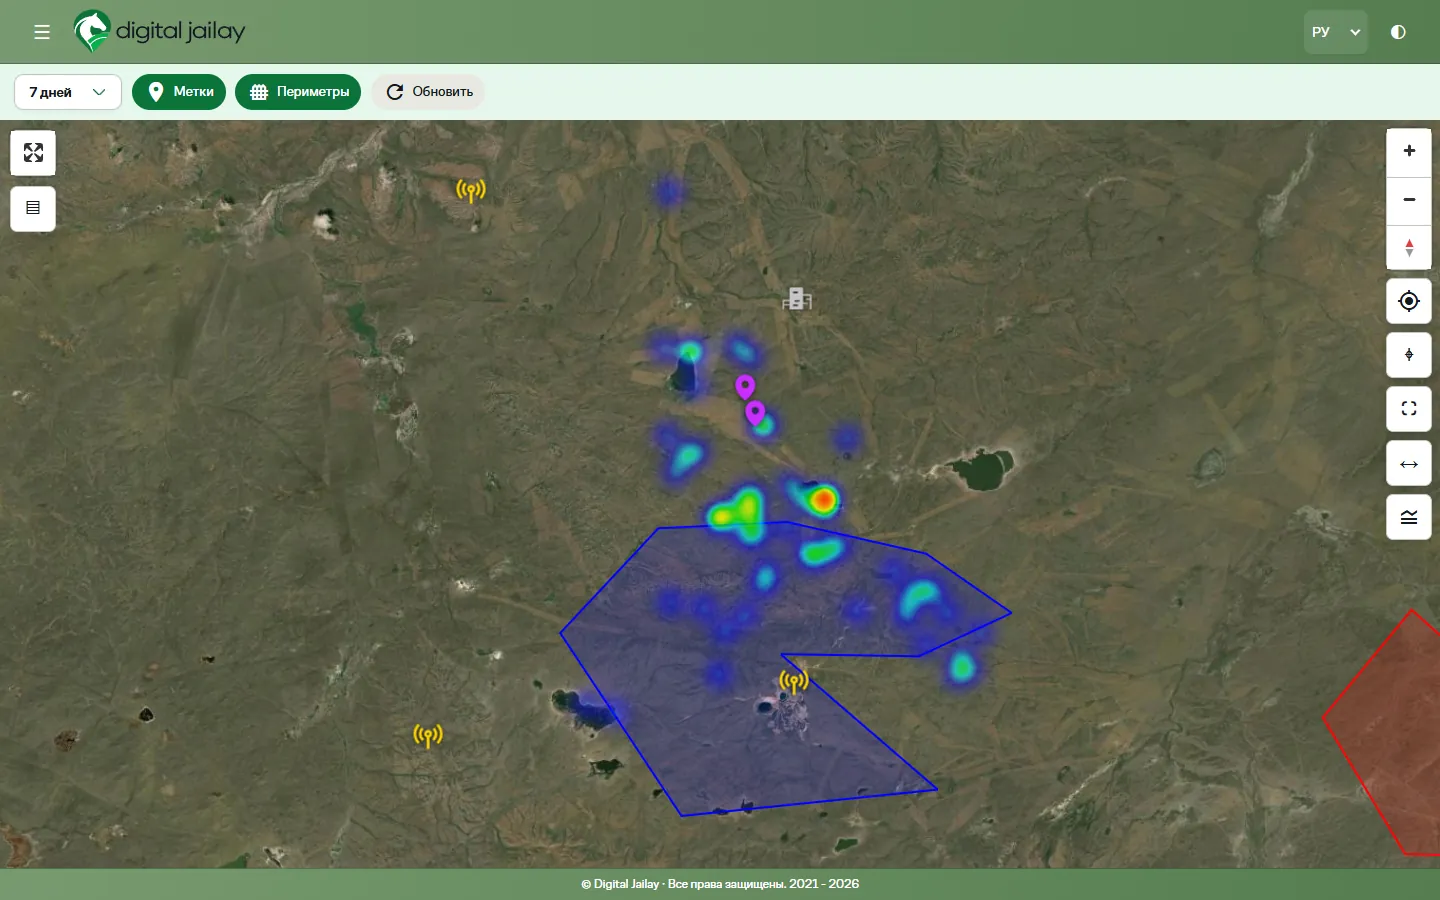 digital jailay
РУ
7 дней
Метки
Периметры
Обновить
© Digital Jailay · Все права защищены. 2021 - 2026